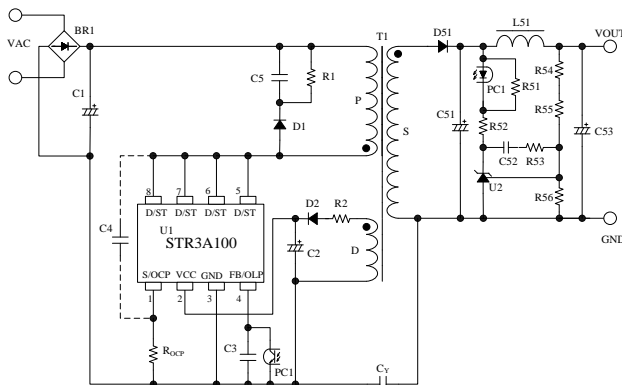 BR1
VAC
C1
C5
R1
D1
T1
P
S
D51
L51
VOUT
PC1
R51
R54
R55
C51
R52
C52
R53
C53
U2
R56
GND
C4
8
7
6
5
D/ST
D/ST
D/ST
D/ST
U1
STR3A100
S/OCP
VCC
GND
FB/OLP
1
2
3
4
D2
R2
C2
D
ROCP
C3
PC1
CY